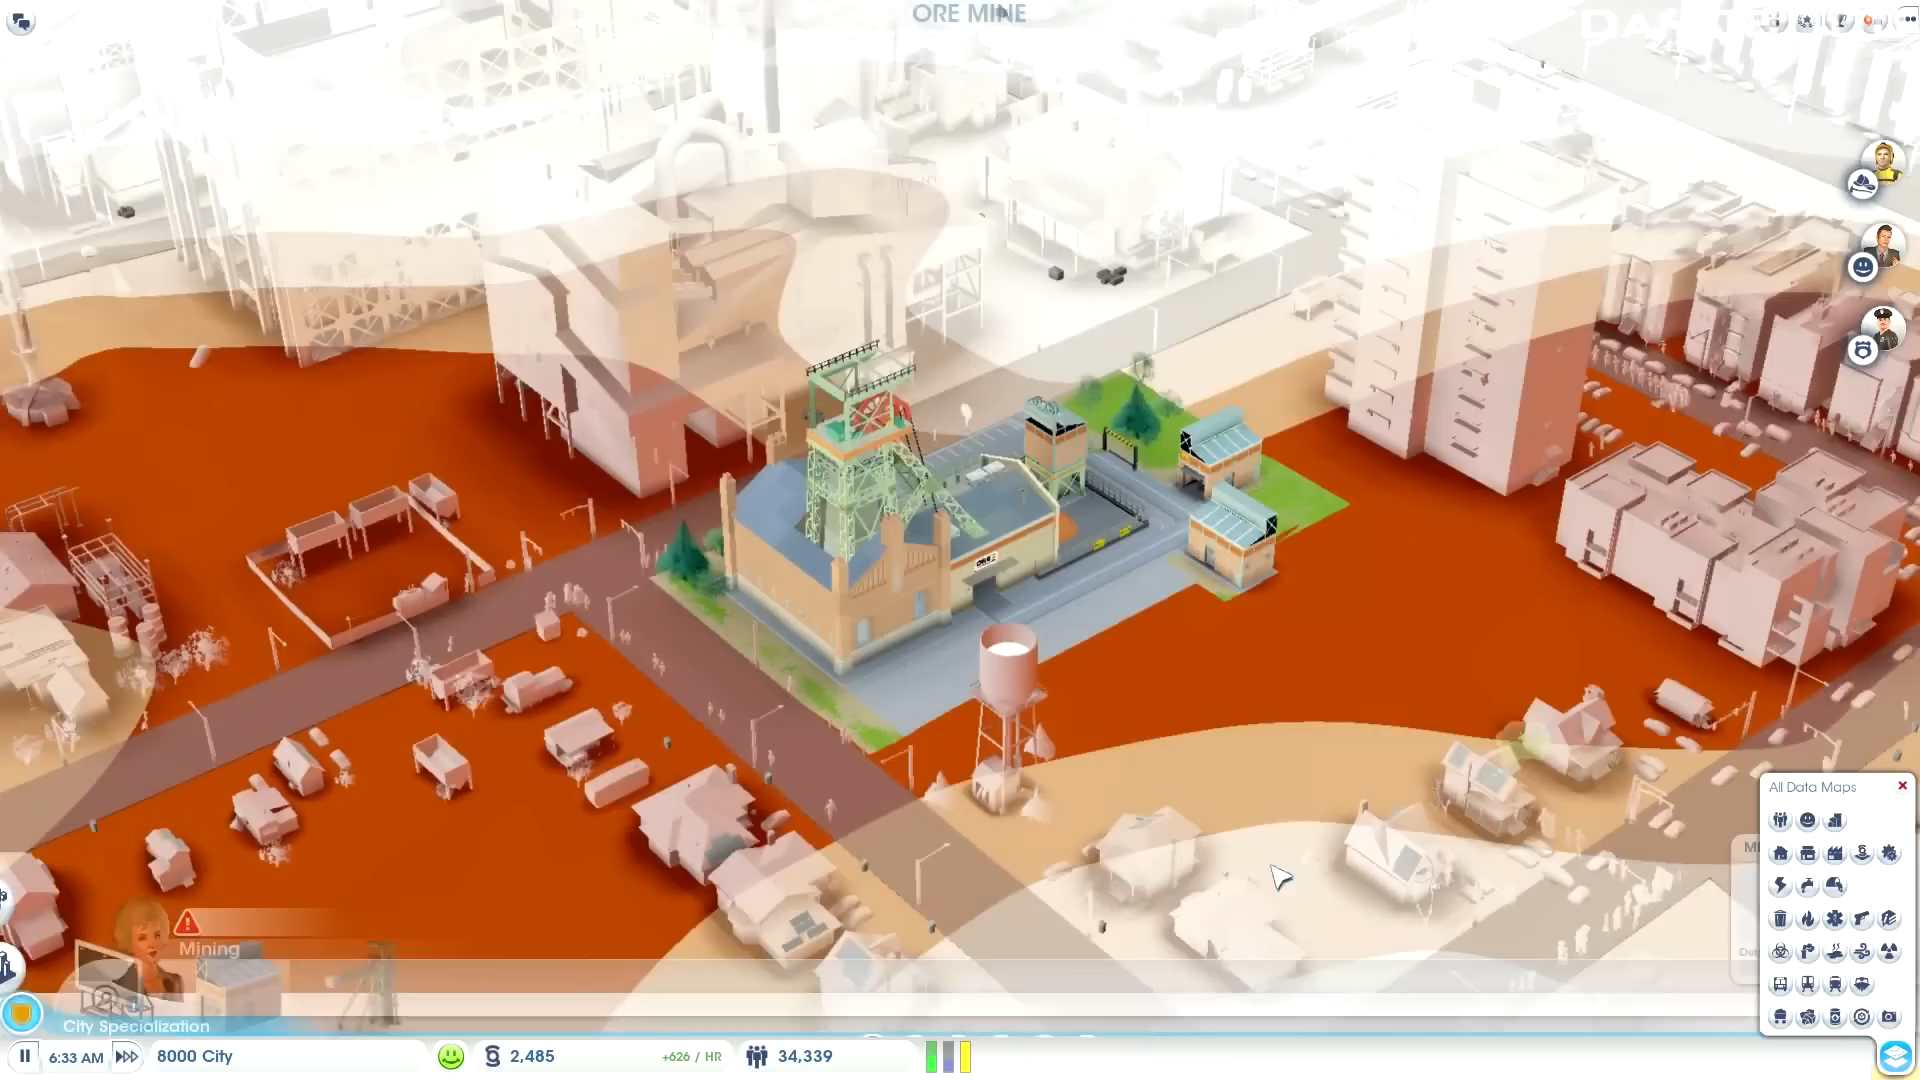 ORE MINE
All Data Maps
Mining
City Specialization
6:33 AM
8000 City
2,485
+626 / HR
34,339